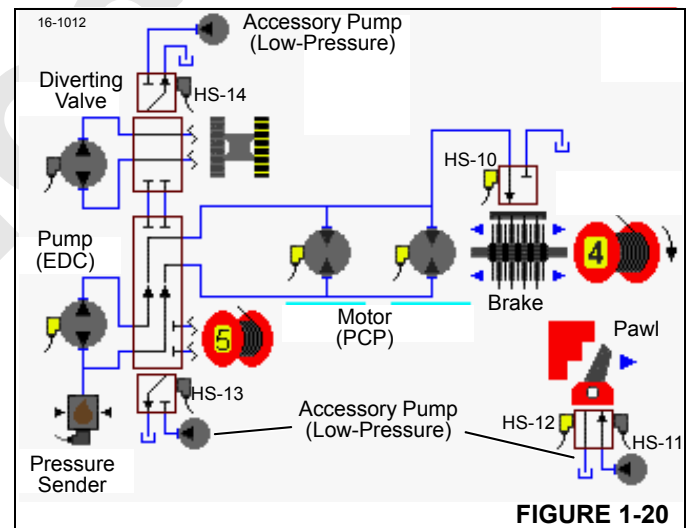 16-1012
Accessory Pump
(Low-Pressure)
Diverting
Valve
HS-14
HS-10
Pump
(EDC)
4
Brake
Motor
(PCP)
5
Pawl
HS-13
Accessory Pump
(Low-Pressure)
HS-12
HS-11
Pressure
Sender
FIGURE 1-20